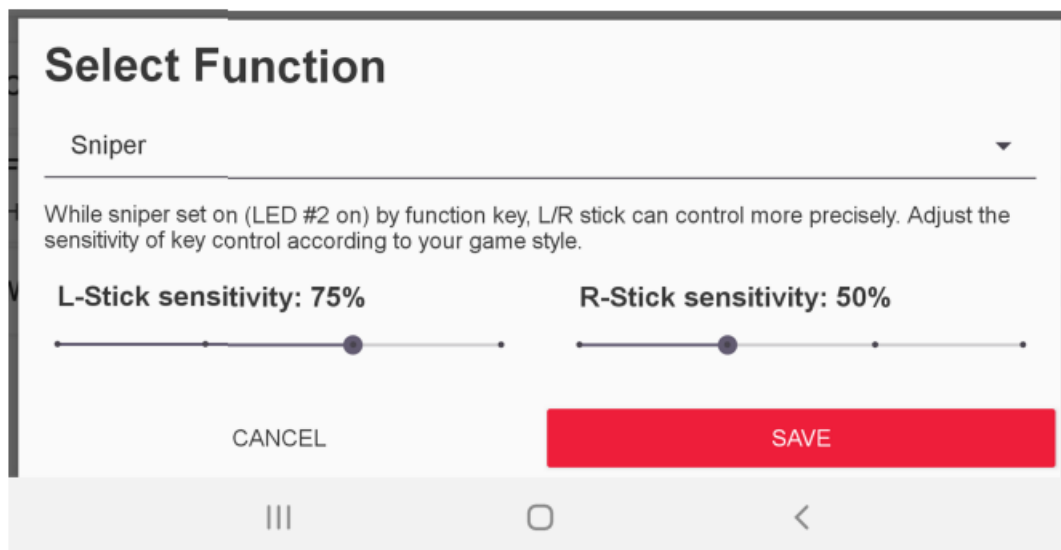 Select Function
Sniper
While sniper set on (LED #2 on) by function key, L/R stick can control more precisely. Adjust the
sensitivity of key control according to your game style.
L-Stick sensitivity: 75%
R-Stick sensitivity: 50%
CANCEL
SAVE